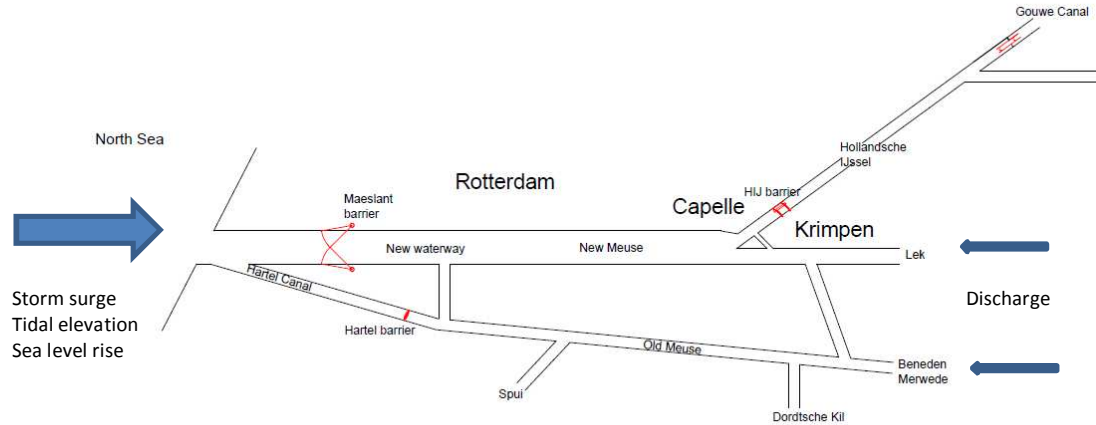 Gouwe Canal
North Sea
Hollandsche
IJssel
Rotterdam
Maeslant
barrier
Capelle
HIJ barrier
Krimpen
New waterway
New Meuse
Lek
Hartel Canal
Storm surge
Tidal elevation
Sea level rise
Discharge
Hartel barrier
Old Meuse
Spui
Beneden
Merwede
Dordtsche Kil